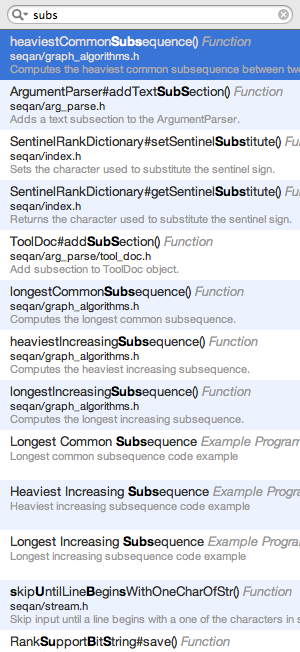 subs
heaviestCommonSubsequence() Function
seqan/graph_algorithms.h
Computes the heaviest common subsequence between two
ArgumentParser#addTextSubSection() Function
seqan/arg_parse.h
Adds a text subsection to the ArgumentParser.
SentinelRankDictionary#setSentinelSubstitute() Function
seqan/index.h
Sets the character used to substitute the sentinel sign.
SentinelRankDictionary#getSentinelSubstitute() Function
seqan/index.h
Returns the character used to substitute the sentinel sign.
ToolDoc#addSubSection() Function
seqan/arg_parse/tool_doc.h
Add subsection to ToolDoc object.
longestCommonSubsequence() Function
seqan/graph_algorithms.h
Computes the longest common subsequence.
heaviestIncreasingSubsequence() Function
seqan/graph_algorithms.h
Computes the heaviest increasing subsequence.
longestIncreasingSubsequence() Function
seqan/graph_algorithms.h
Computes the longest increasing subsequence.
Longest Common Subsequence Example Program
Longest common subsequence code example
Heaviest Increasing Subsequence Example Progra
Heaviest increasing subsequence code example
Longest Increasing Subsequence Example Progra
Longest increasing subsequence code example
skipUntilLineBeginsWithOneCharOfStr() Function
seqan/stream.h
Skip input until a line begins with a one of the characters in s
RankSupportBitString#save() Function